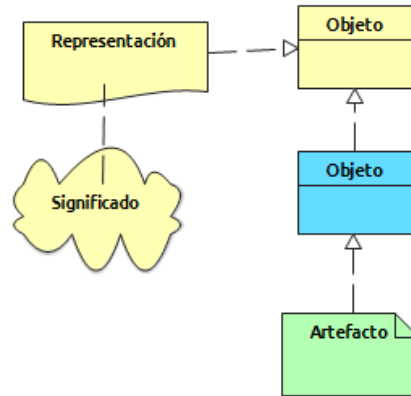 Objeto
Representación
Objeto
Significado
Artefacto